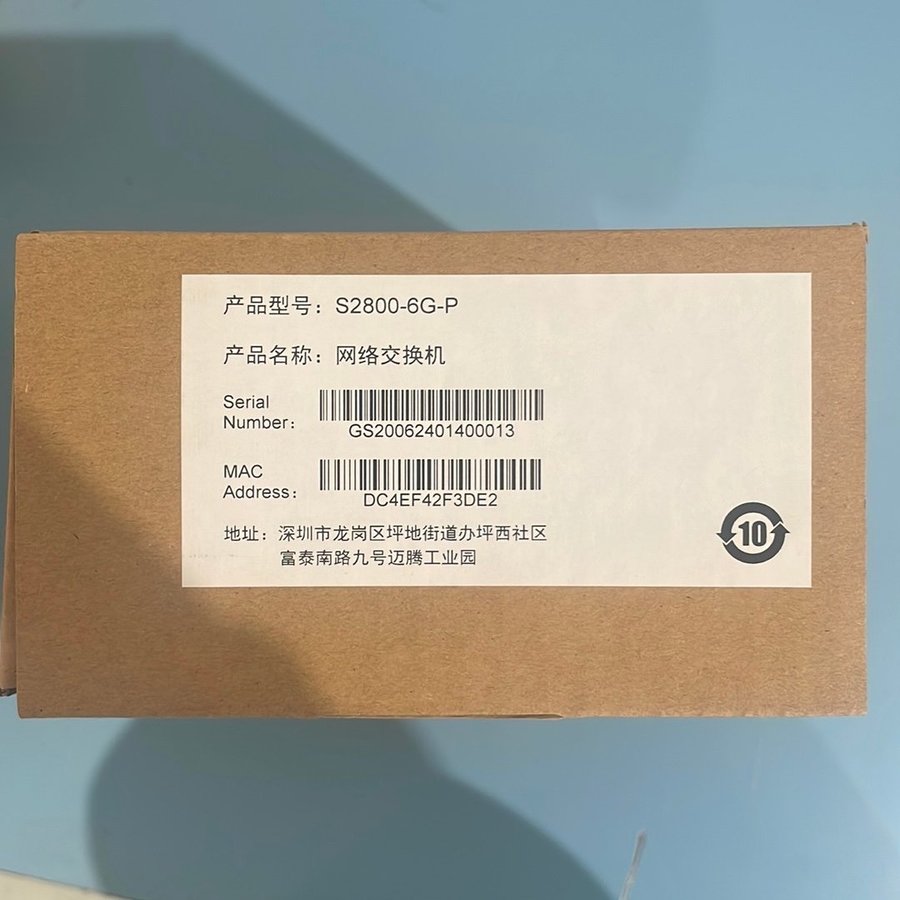 产品型号：S2800-6G-P
产品名称：网络交换机
Serial
Number：
GS20062401400013
MAC
Address：
DC4EF42F3DE2
地址：深圳市龙岗区坪地街道办坪西社区
富泰南路九号迈腾工业园
10